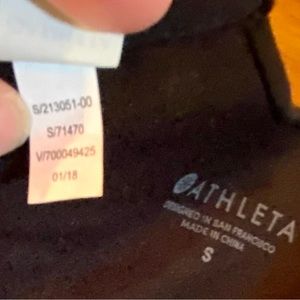 S/213051-00
S/71470
V/700049425
01/18
ATHLETA
DESIGNED IN SAN FRANCISCO
MADE IN CHINA
S